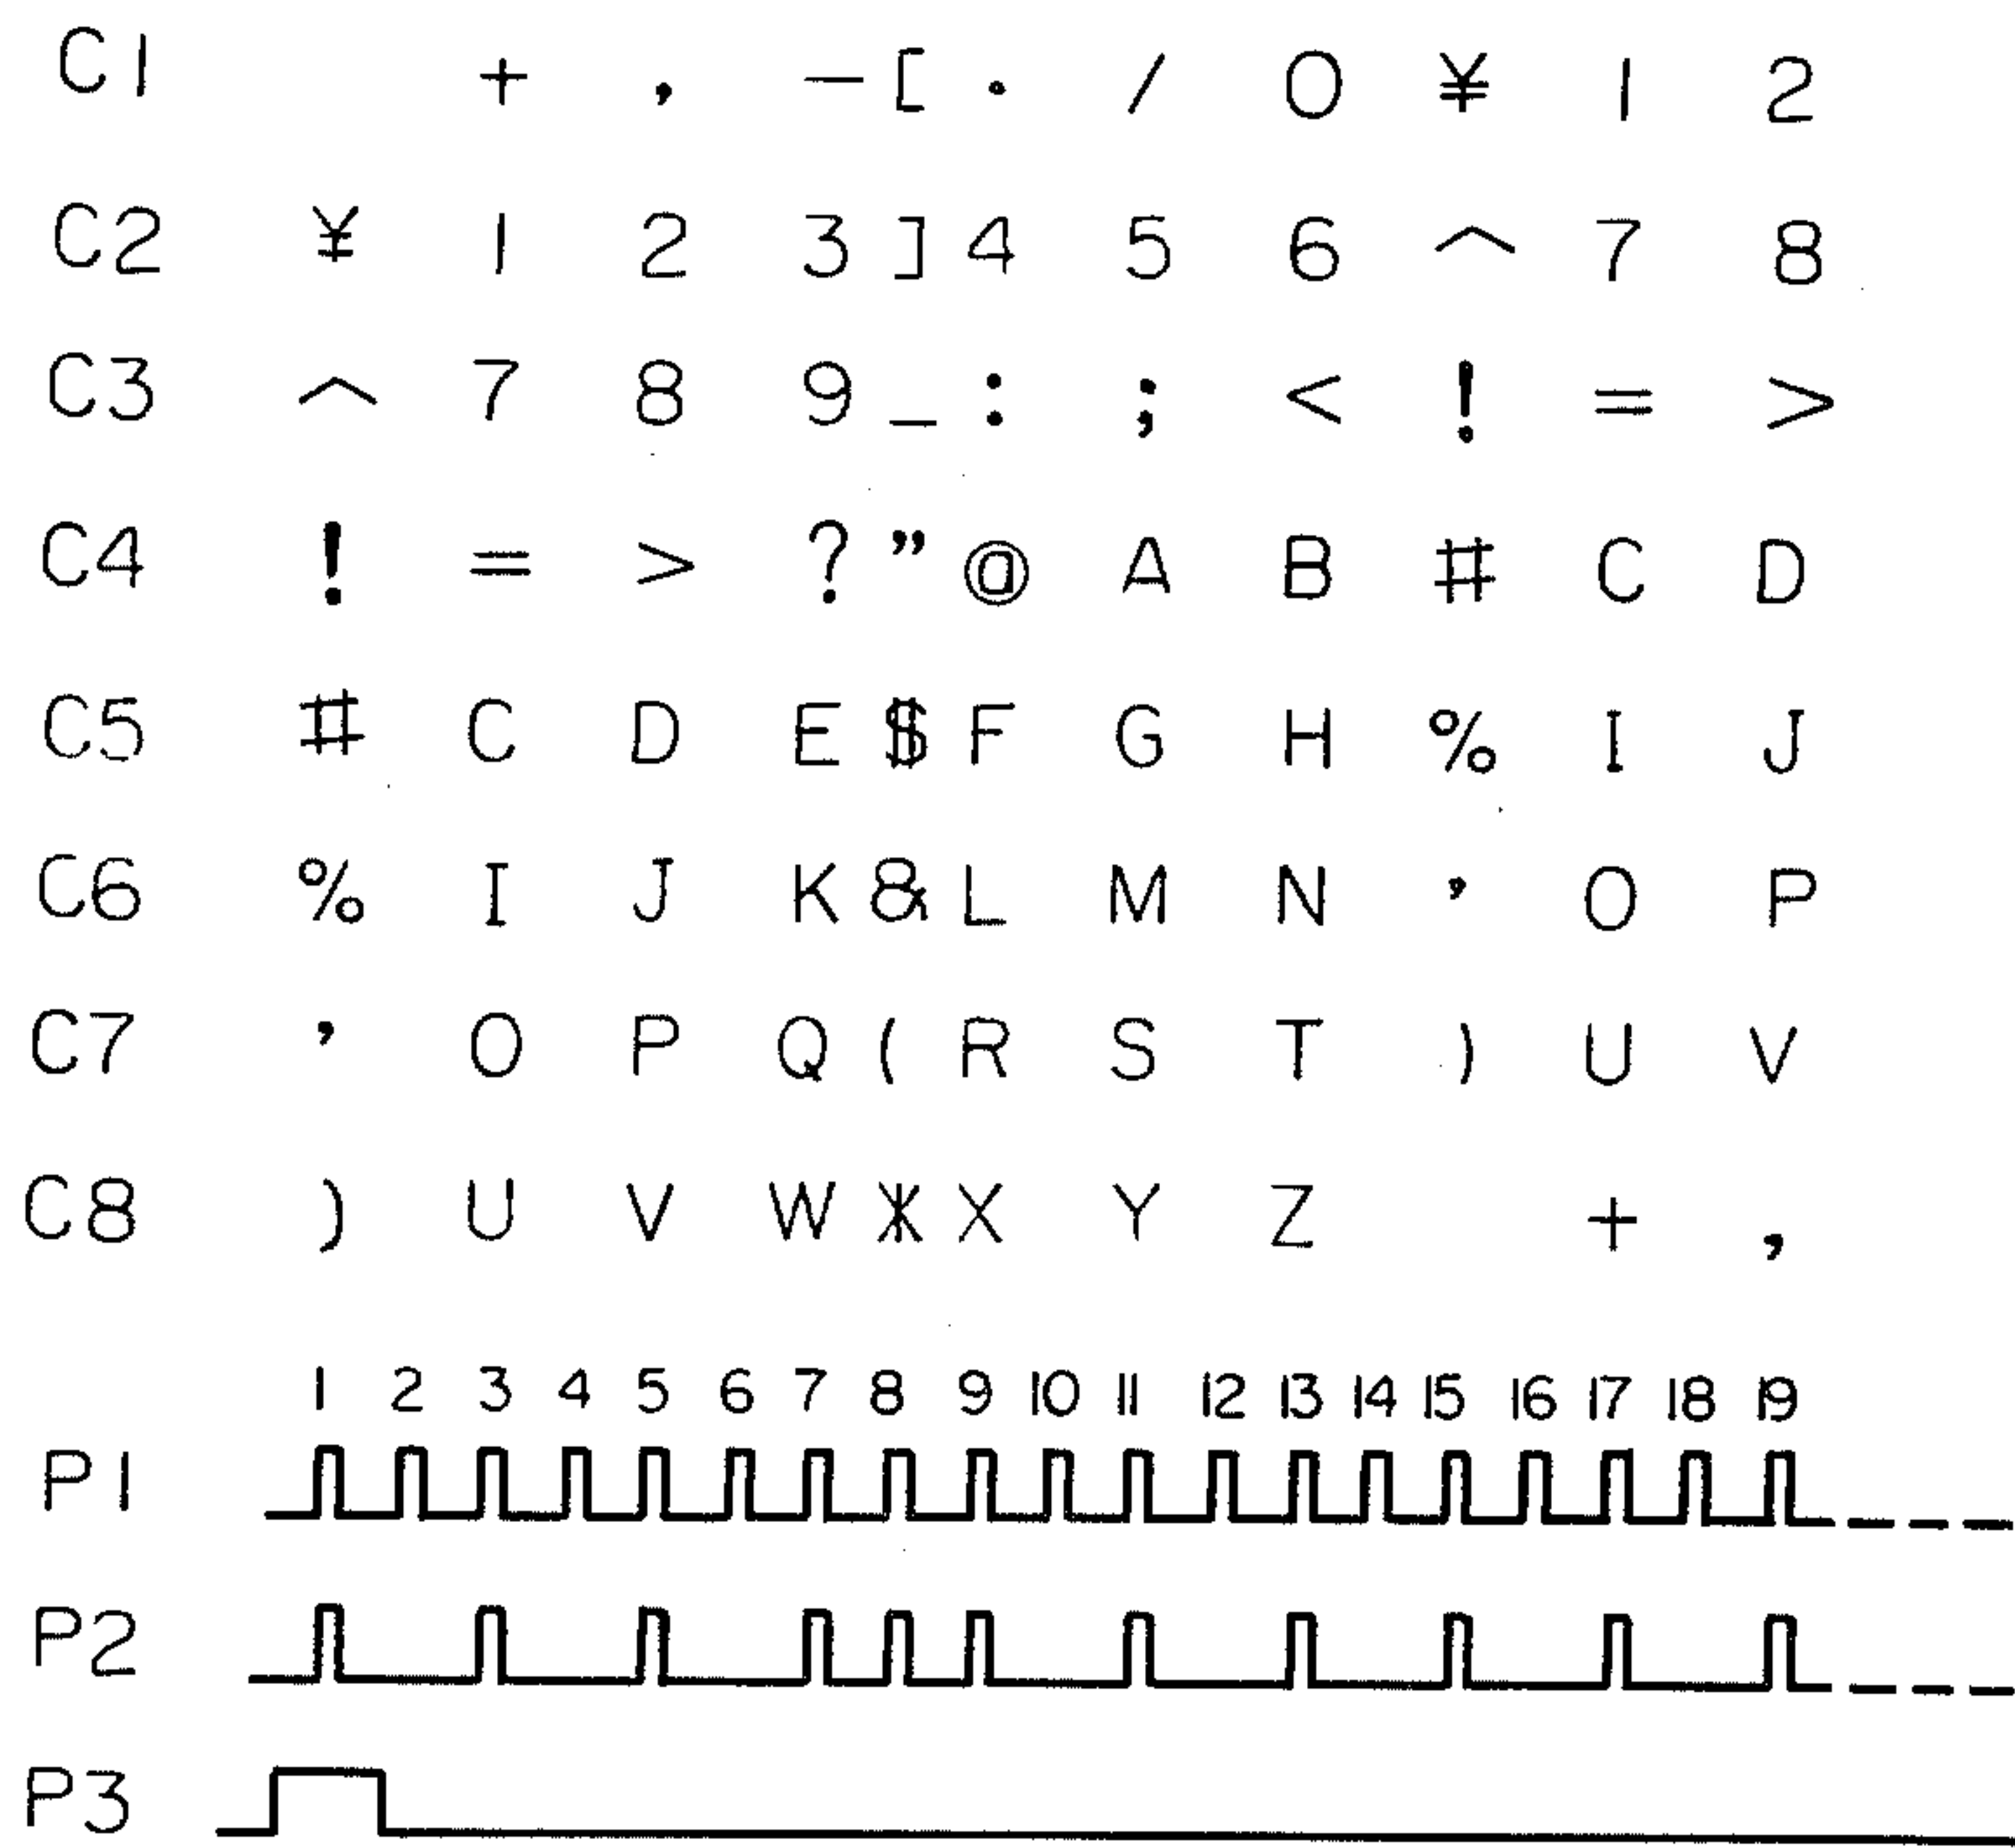 C1 + , - [ . / 0 ¥ 1 2
C2 ¥ 1 2 3 ] 4 5 6 ^ 7 8
C3 ^ 7 8 9 _ : ; < ! = >
C4 ! = > ? ” @ A B # C D
C5 # C D E $ F G H % I J
C6 % I J K & L M N ’ O P
C7 ’ O P Q ( R S T ) U V
C8 ) U V W Ж X Y Z + ,
1 2 3 4 5 6 7 8 9 10 11 12 13 14 15 16 17 18 19
P1
P2
P3